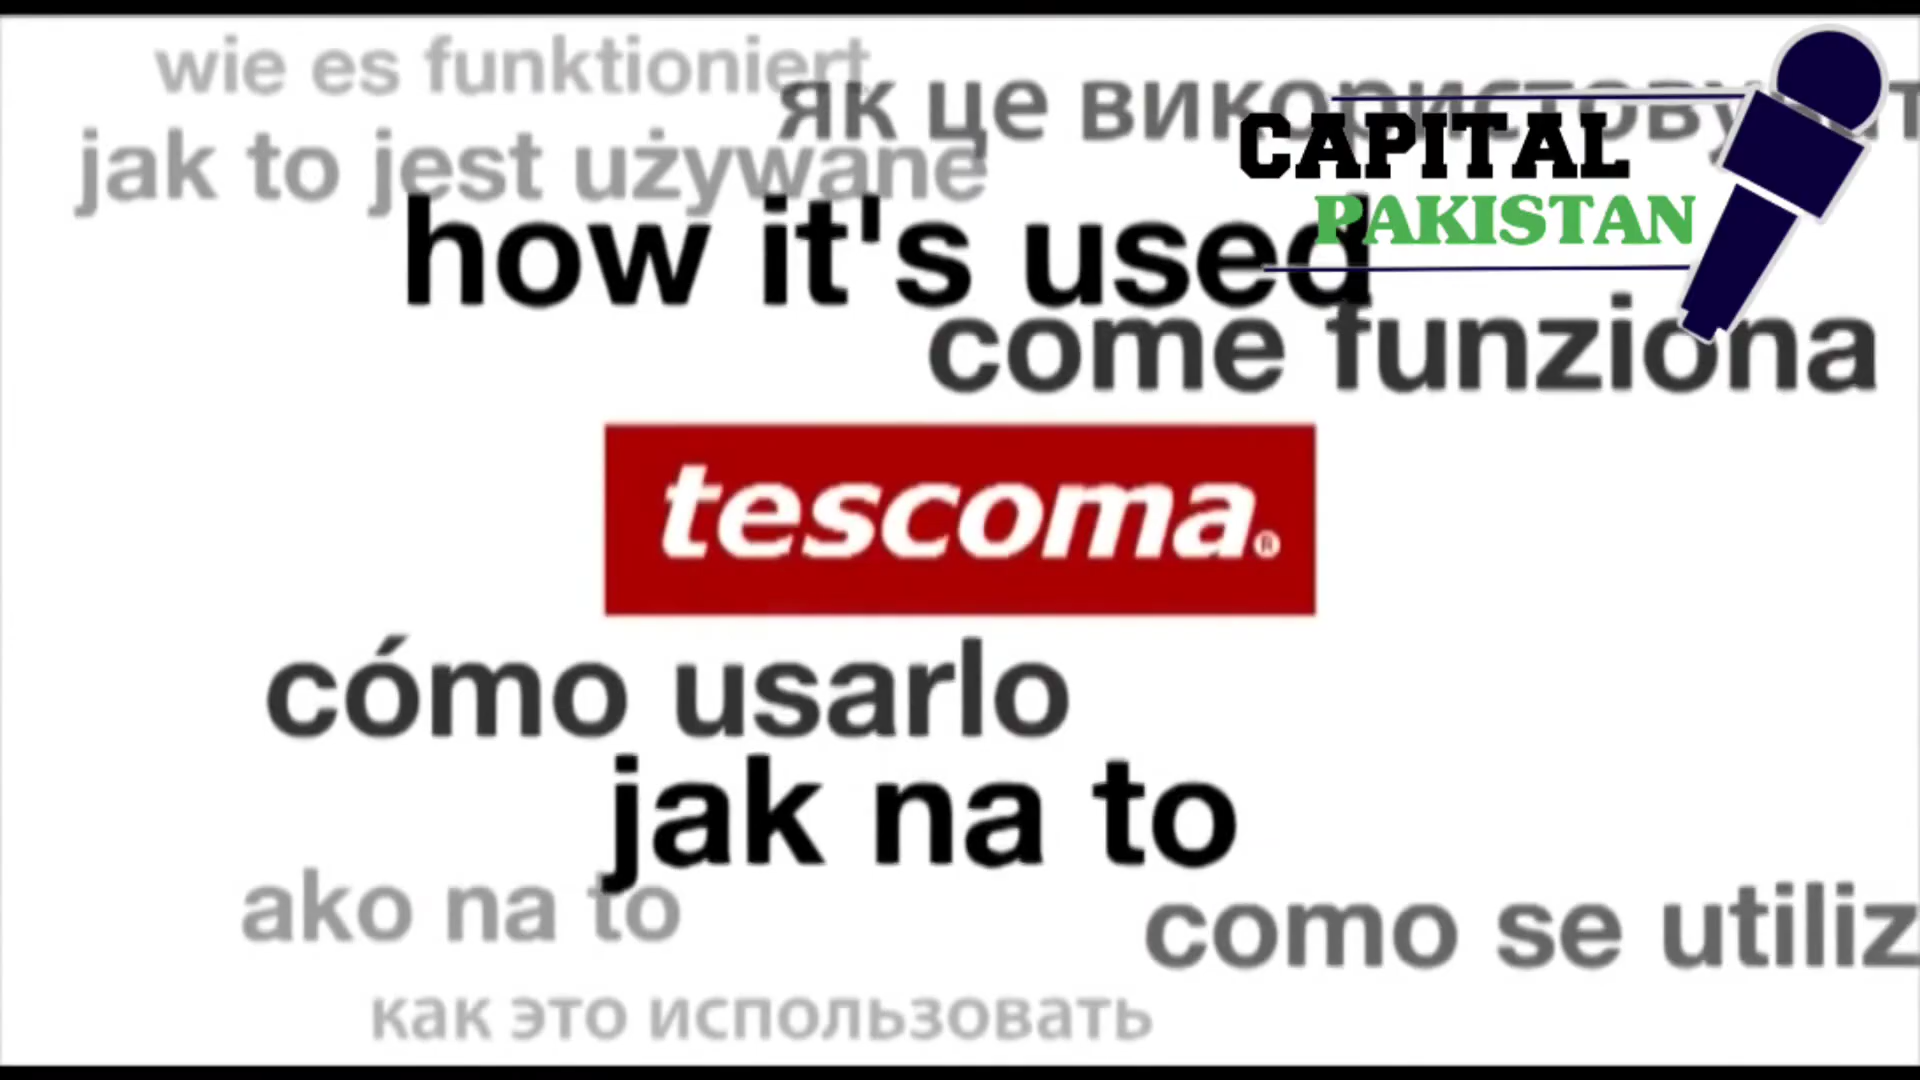 wie es funktioniert
як це
CAPITAL
jak to jest używane
PAKISTAN
how it's used
come funziona
tescoma®
cómo usarlo
jak na to
ako na to
como se utiliz
как это использовать